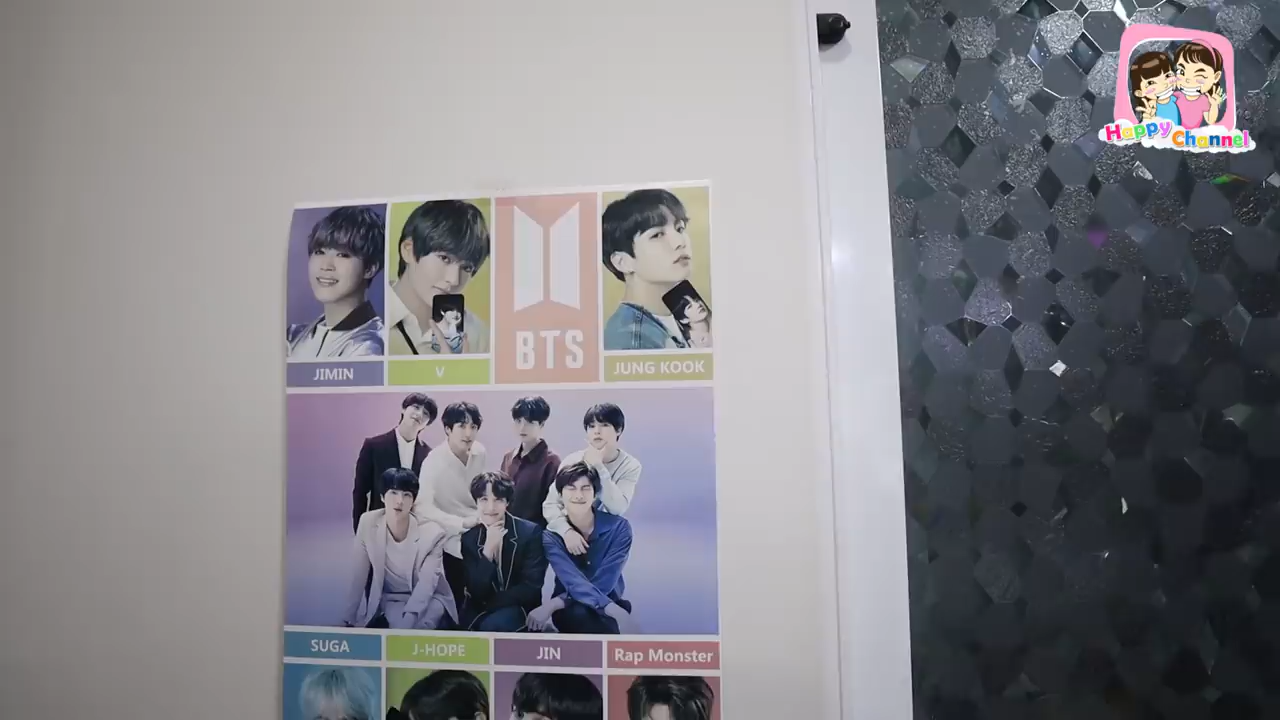 Happy Channel
BTS
JIMIN
V
JUNG KOOK
SUGA
J-HOPE
JIN
Rap Monster